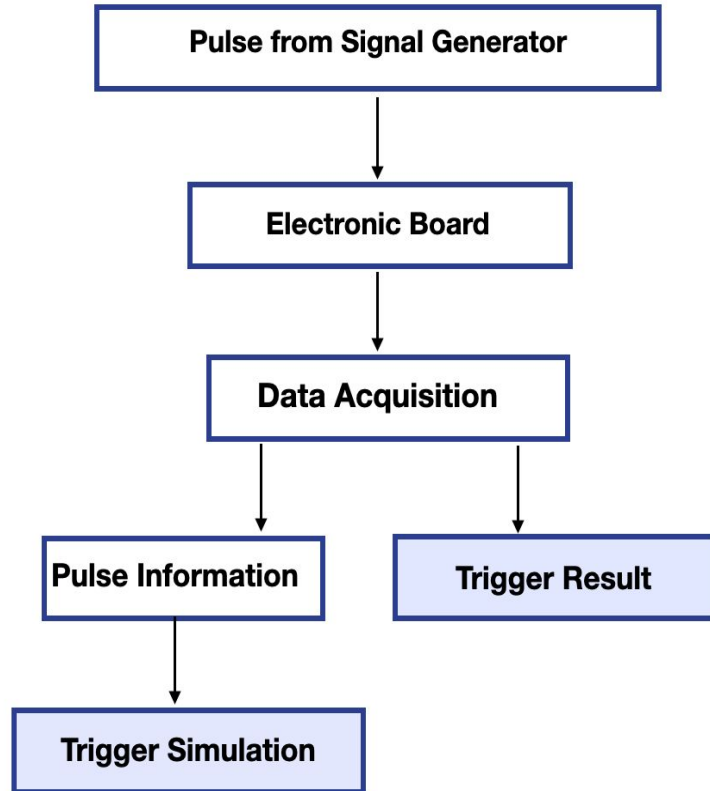 Pulse from Signal Generator
Electronic Board
Data Acquisition
Pulse Information
Trigger Result
Trigger Simulation